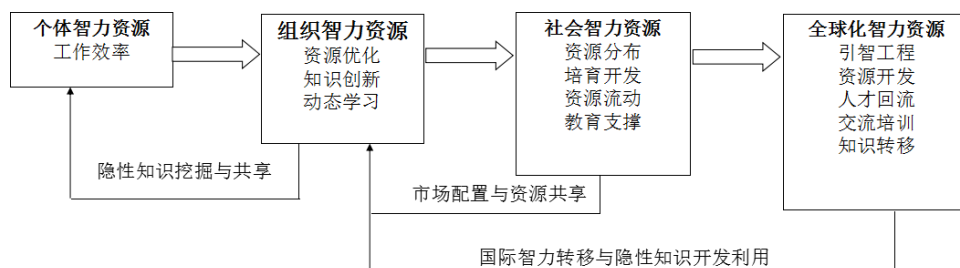 个体智力资源
工作效率
组织智力资源
资源优化
知识创新
动态学习
社会智力资源
资源分布
培育开发
资源流动
教育支撑
全球化智力资源
引智工程
资源开发
人才回流
交流培训
知识转移
隐性知识挖掘与共享
市场配置与资源共享
国际智力转移与隐性知识开发利用